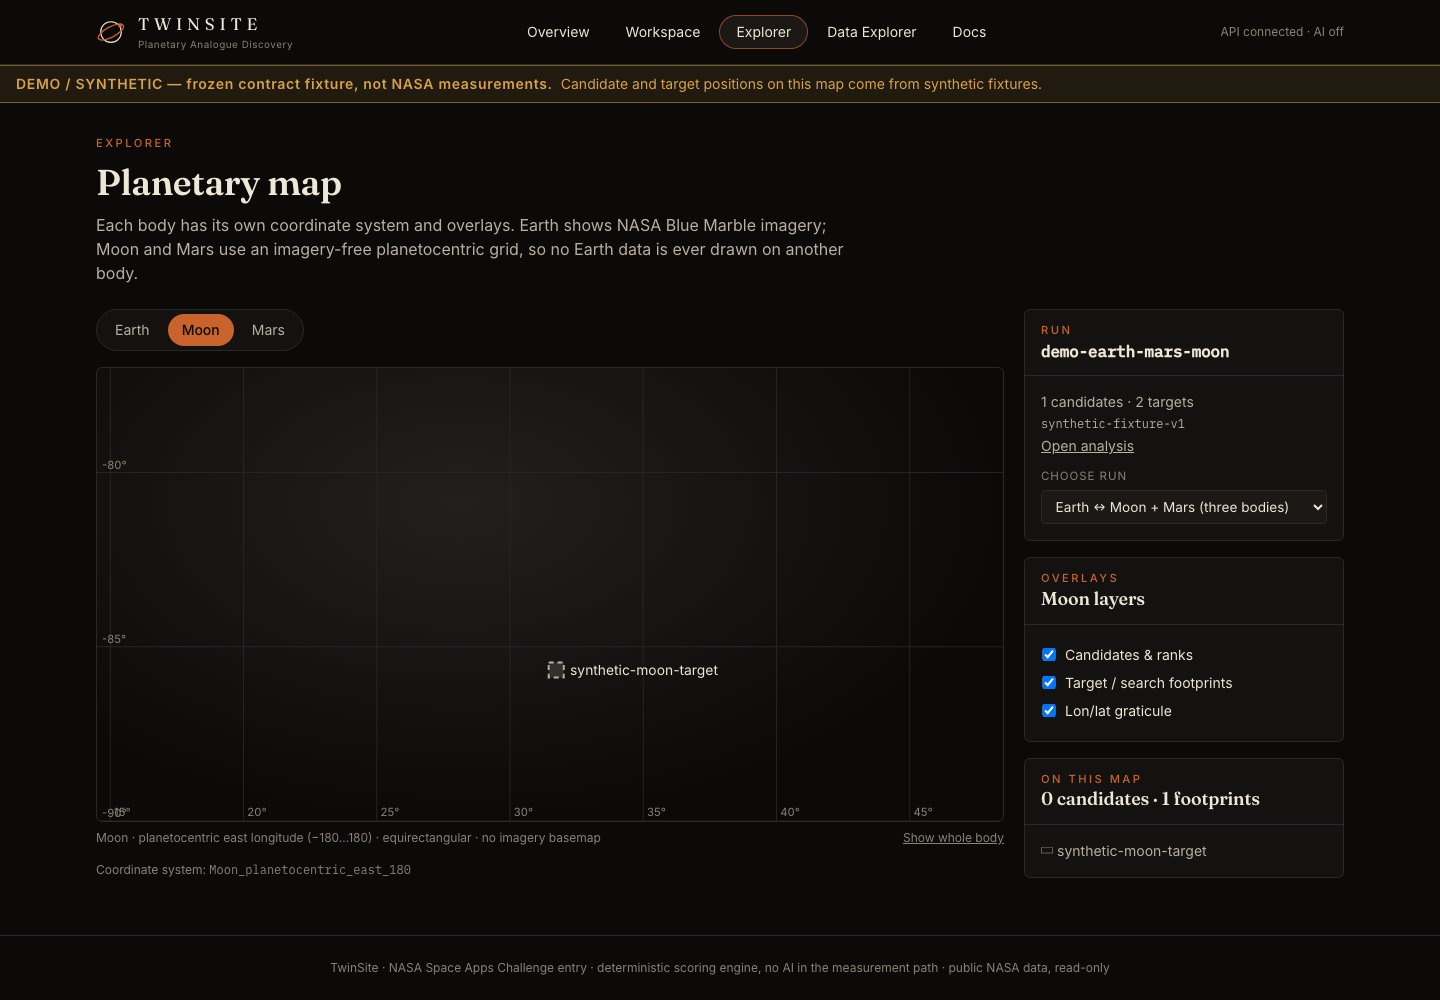 TWINSITE
Planetary Analogue Discovery
Overview
Workspace
Explorer
Data Explorer
Docs
API connected · AI off
DEMO / SYNTHETIC — frozen contract fixture, not NASA measurements. Candidate and target positions on this map come from synthetic fixtures.
EXPLORER
Planetary map
Each body has its own coordinate system and overlays. Earth shows NASA Blue Marble imagery;
Moon and Mars use an imagery-free planetocentric grid, so no Earth data is ever drawn on another
body.
Earth
Moon
Mars
-80°
-85°
synthetic-moon-target
-90°
15°
20°
25°
30°
35°
40°
45°
Moon · planetocentric east longitude (−180…180) · equirectangular · no imagery basemap
Show whole body
Coordinate system: Moon_planetocentric_east_180
RUN
demo-earth-mars-moon
1 candidates · 2 targets
synthetic-fixture-v1
Open analysis
CHOOSE RUN
Earth ↔ Moon + Mars (three bodies)
OVERLAYS
Moon layers
Candidates & ranks
Target / search footprints
Lon/lat graticule
ON THIS MAP
0 candidates · 1 footprints
synthetic-moon-target
TwinSite · NASA Space Apps Challenge entry · deterministic scoring engine, no AI in the measurement path · public NASA data, read-only